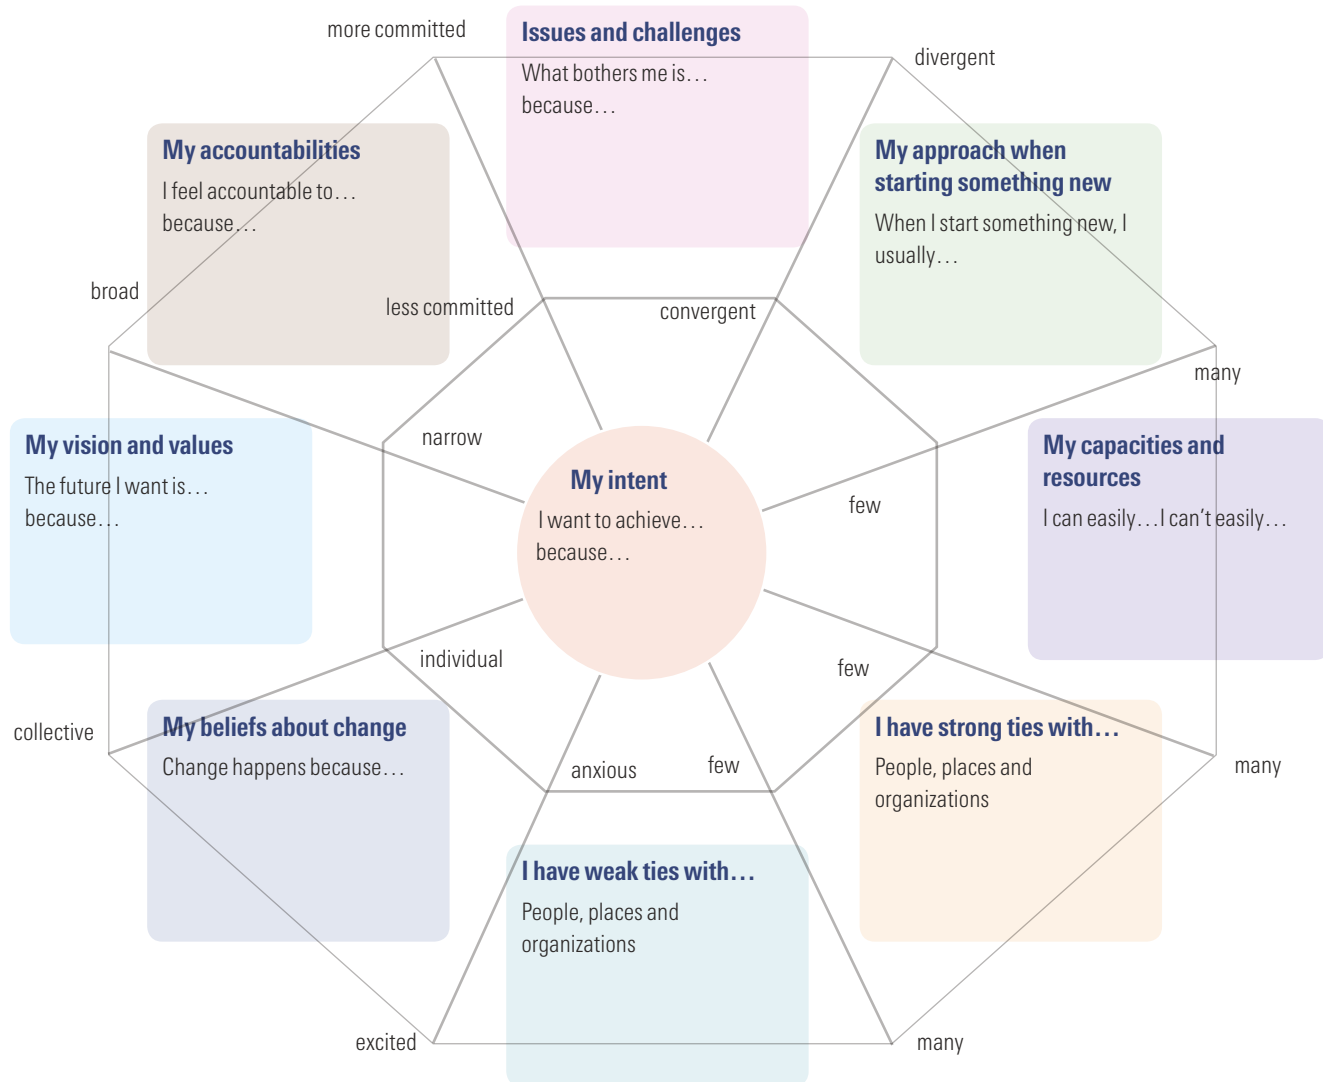 more committed
Issues and challenges
What bothers me is…
because…
divergent
My accountabilities
I feel accountable to…
because…
My approach when
starting something new
When I start something new, I
usually…
broad
less committed
convergent
many
My vision and values
The future I want is…
because…
narrow
My intent
I want to achieve…
because…
few
My capacities and
resources
I can easily…I can't easily…
individual
few
collective
My beliefs about change
Change happens because…
anxious
few
I have strong ties with…
People, places and
organizations
many
I have weak ties with…
People, places and
organizations
excited
many